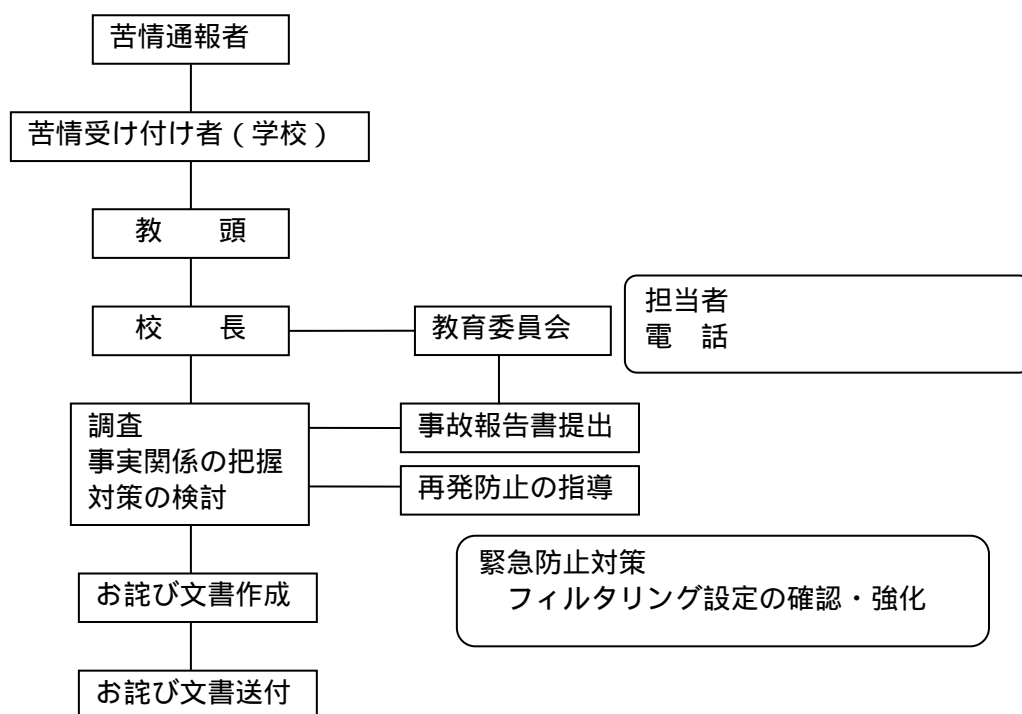 苦情通報者
苦情受け付け者（学校）
教　　頭
校　　長
教育委員会
担当者
電　話
調査
事実関係の把握
対策の検討
事故報告書提出
再発防止の指導
緊急防止対策
フィルタリング設定の確認・強化
お詫び文書作成
お詫び文書送付